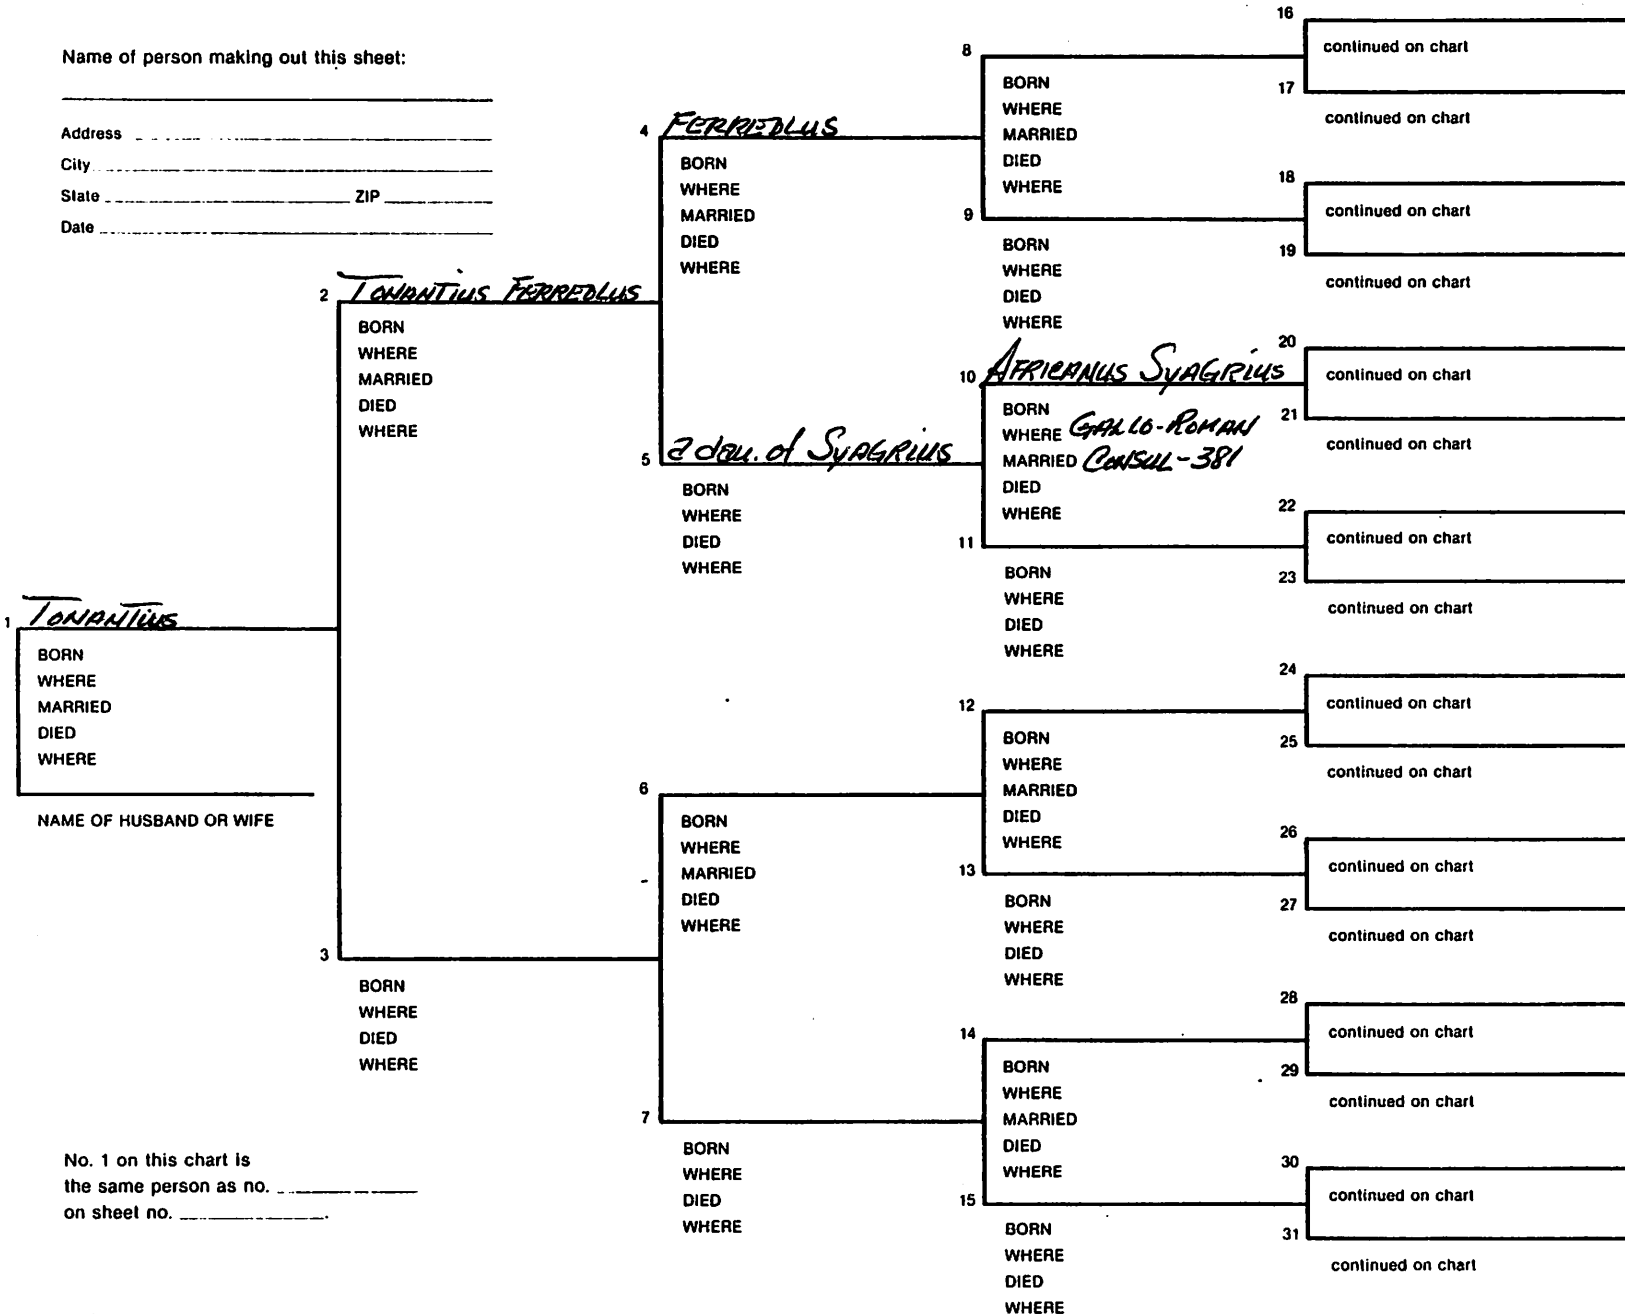 Name of person making out this sheet:
Address
City
State ZIP
Date
1 TONANTIUS
BORN
WHERE
MARRIED
DIED
WHERE
NAME OF HUSBAND OR WIFE
2 TONANTIUS FERREOLUS
BORN
WHERE
MARRIED
DIED
WHERE
3
BORN
WHERE
DIED
WHERE
No. 1 on this chart is
the same person as no.
on sheet no. .
4 FERREOLUS
BORN
WHERE
MARRIED
DIED
WHERE
5 a dau. of SYAGRIUS
BORN
WHERE
DIED
WHERE
6
BORN
WHERE
MARRIED
DIED
WHERE
7
BORN
WHERE
DIED
WHERE
8
BORN
WHERE
MARRIED
DIED
WHERE
9
BORN
WHERE
DIED
WHERE
10 AFRICANUS SYAGRIUS
BORN
WHERE GALLO-ROMAN
MARRIED CONSUL-381
DIED
WHERE
11
BORN
WHERE
DIED
WHERE
12
BORN
WHERE
MARRIED
DIED
WHERE
13
BORN
WHERE
DIED
WHERE
14
BORN
WHERE
MARRIED
DIED
WHERE
15
BORN
WHERE
DIED
WHERE
16
continued on chart
17
continued on chart
18
continued on chart
19
continued on chart
20
continued on chart
21
continued on chart
22
continued on chart
23
continued on chart
24
continued on chart
25
continued on chart
26
continued on chart
27
continued on chart
28
continued on chart
29
continued on chart
30
continued on chart
31
continued on chart